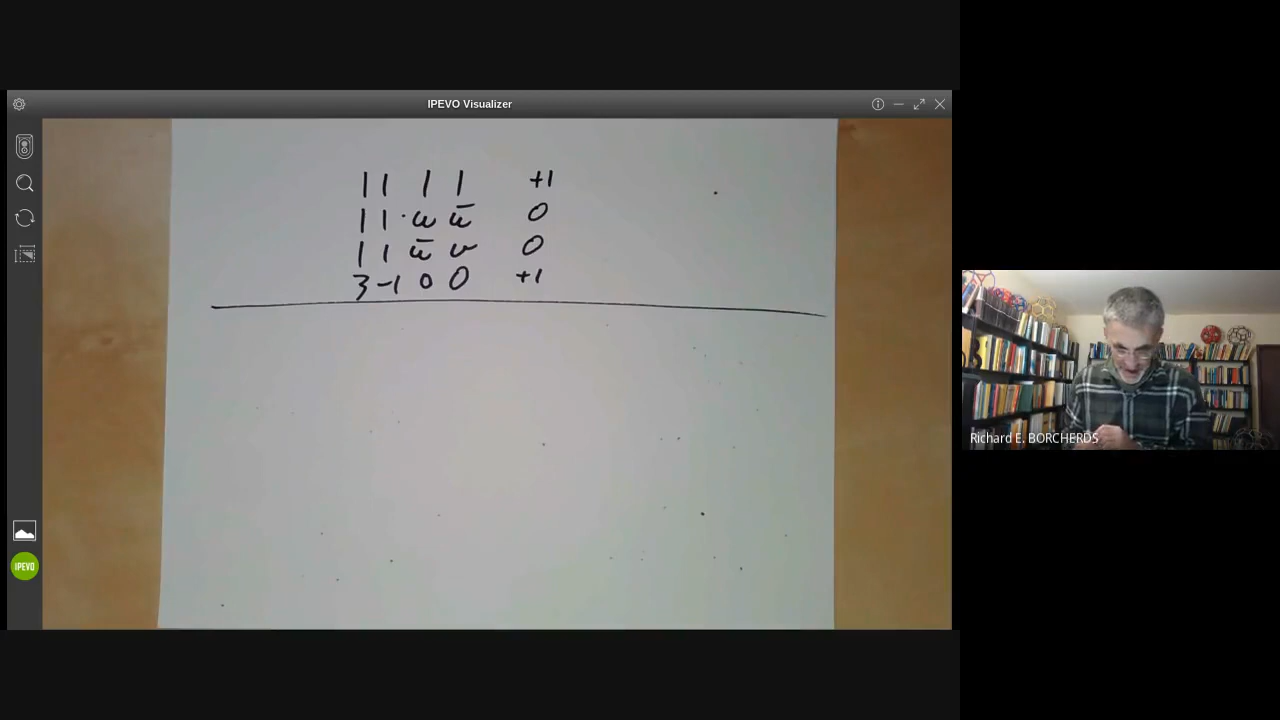 IPEVO Visualizer
1 1 1 1 +1
1 1 ω ω̄ 0
1 1 ω̄ ω 0
3 -1 0 0 +1
Richard E. BORCHERDS
IPEVO